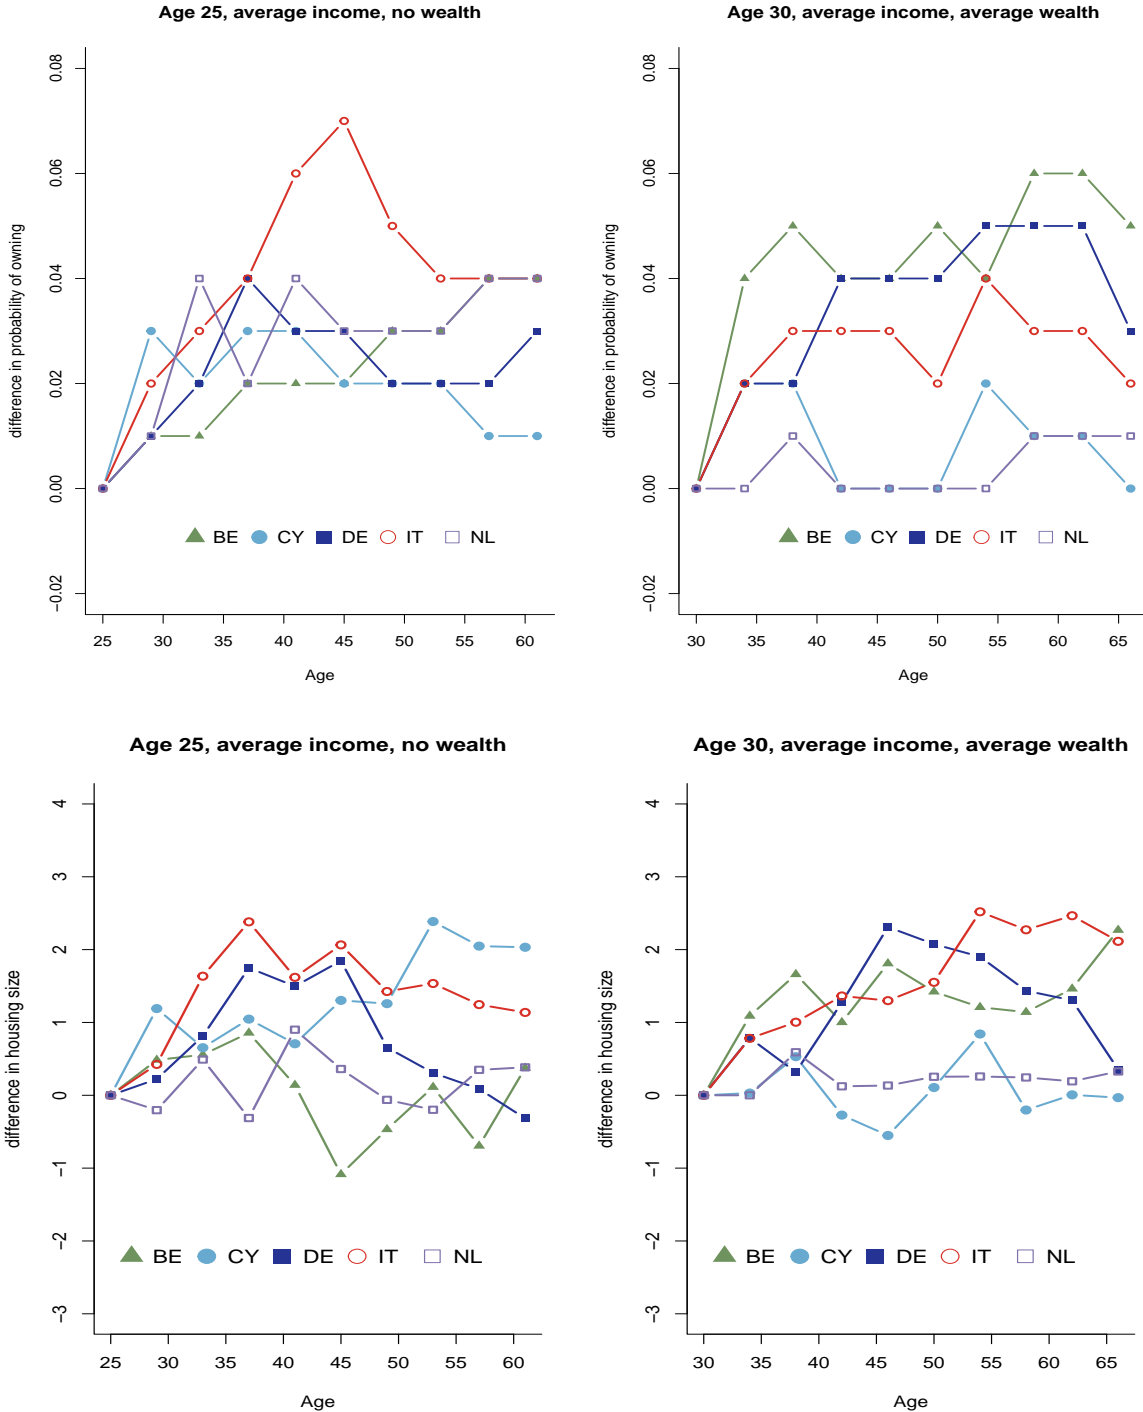 Age 25, average income, no wealth
difference in probability of owning
0.08
0.06
0.04
0.02
0.00
−0.02
BE CY DE IT NL
25 30 35 40 45 50 55 60
Age
Age 30, average income, average wealth
difference in probability of owning
0.08
0.06
0.04
0.02
0.00
−0.02
BE CY DE IT NL
30 35 40 45 50 55 60 65
Age
Age 25, average income, no wealth
difference in housing size
4
3
2
1
0
−1
−2
−3
BE CY DE IT NL
25 30 35 40 45 50 55 60
Age
Age 30, average income, average wealth
difference in housing size
4
3
2
1
0
−1
−2
−3
BE CY DE IT NL
30 35 40 45 50 55 60 65
Age